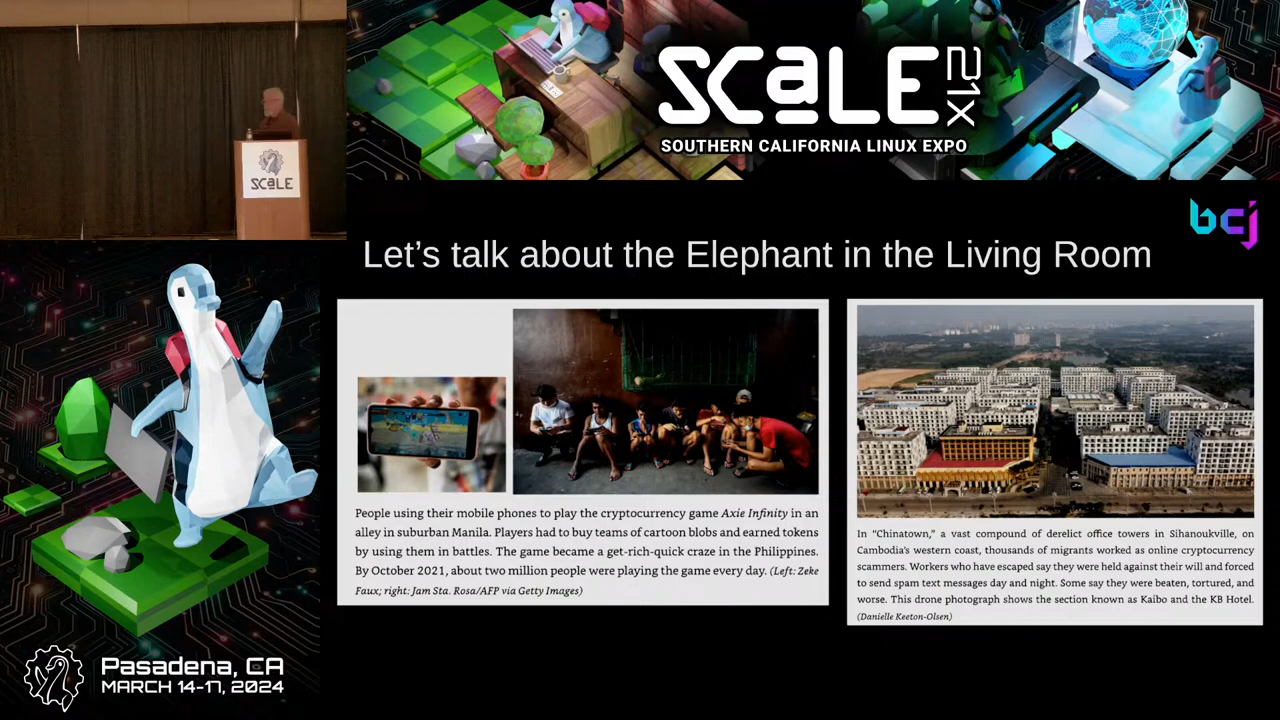 SCaLE 21x
SOUTHERN CALIFORNIA LINUX EXPO
SCaLE
bcj
Let's talk about the Elephant in the Living Room
People using their mobile phones to play the cryptocurrency game Axie Infinity in an
alley in suburban Manila. Players had to buy teams of cartoon blobs and earned tokens
by using them in battles. The game became a get-rich-quick craze in the Philippines.
By October 2021, about two million people were playing the game every day. (Left: Zeke
Faux; right: Jam Sta. Rosa/AFP via Getty Images)
In “Chinatown,” a vast compound of derelict office towers in Sihanoukville, on
Cambodia's western coast, thousands of migrants worked as online cryptocurrency
scammers. Workers who have escaped say they were held against their will and forced
to send spam text messages day and night. Some say they were beaten, tortured, and
worse. This drone photograph shows the section known as Kaibo and the KB Hotel.
(Danielle Keeton-Olsen)
Pasadena, CA
MARCH 14-17, 2024